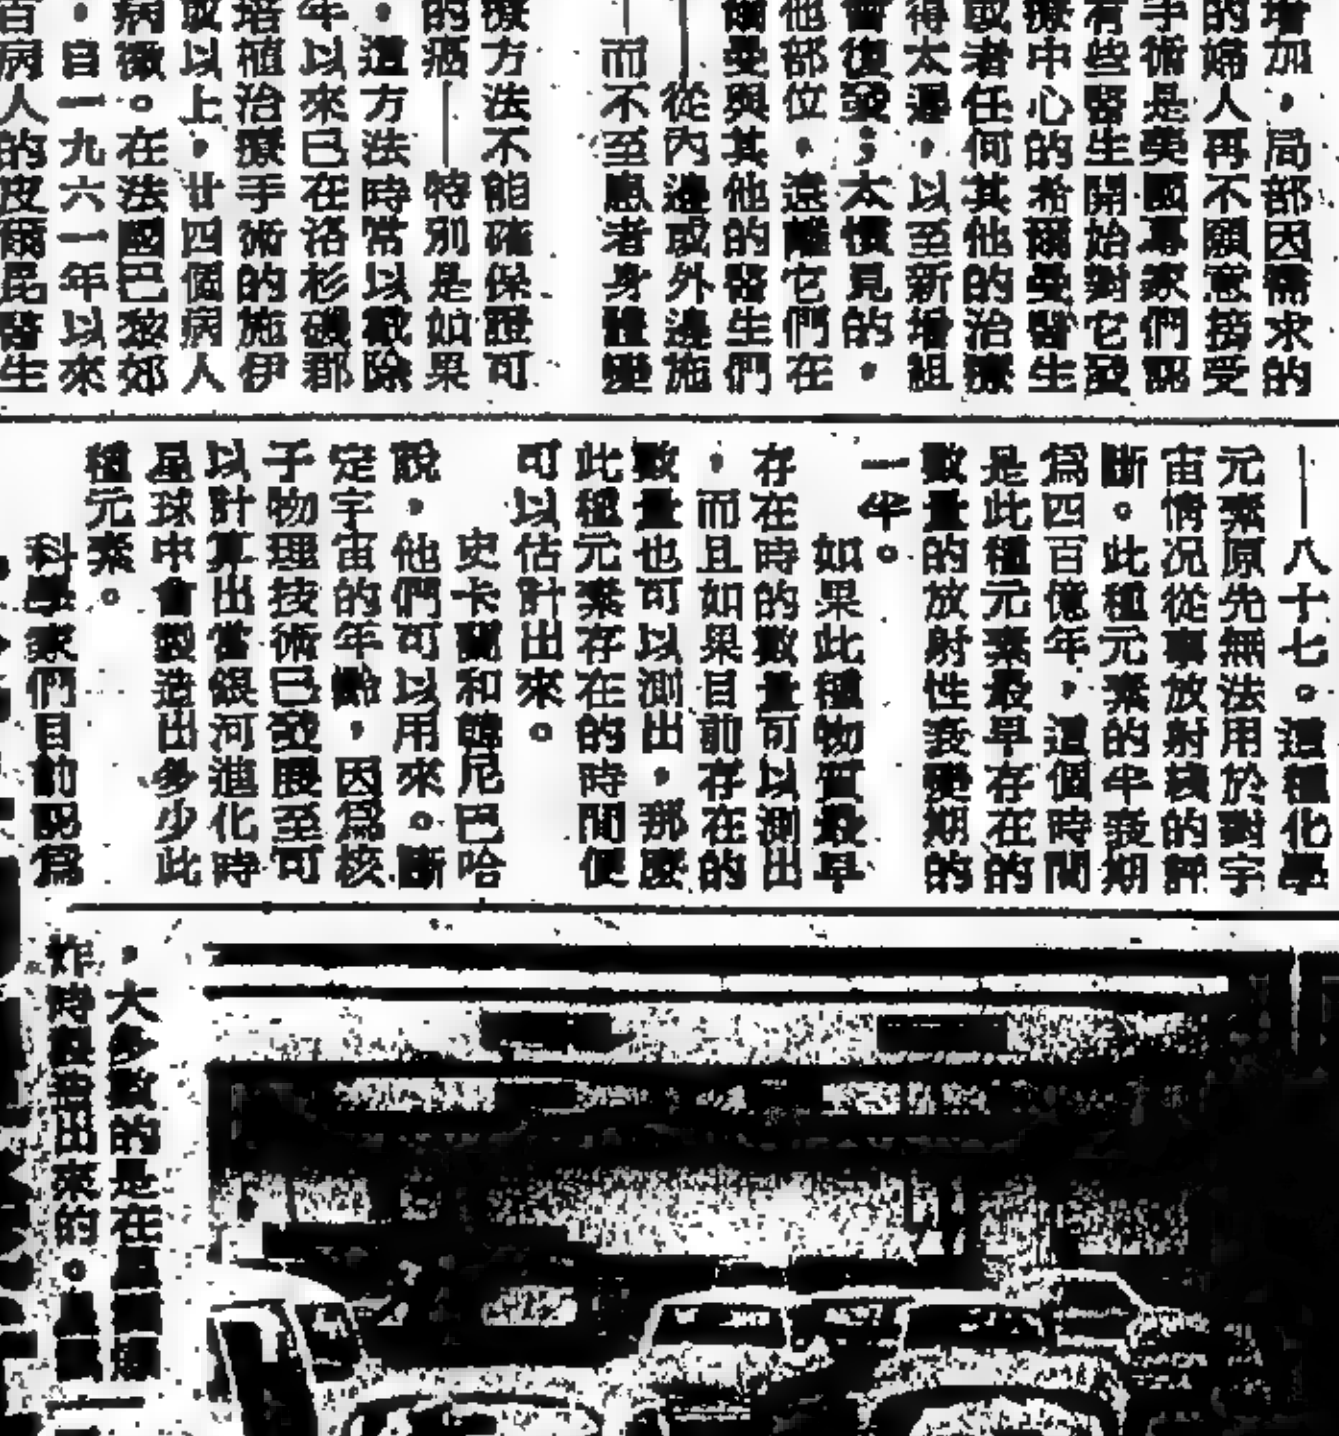 增加，局部因需求的
的婦人再不願意接受
手術是美國專家們認
有些醫生開始對它發
療中心的希爾曼醫生
或者任何其他的治療
得太遲，以至新增組
會復發；太慣見的，
他部位，遠離它們在
爾曼與其他的醫生們
——從內邊或外邊施
—而不至患者身體變
療方法不能確保證可
的癌——特別是如果
，這方法時常以截除
年以來已在洛杉磯郡
培植治療手術的施伊
或以上，廿四個病人
病徵。在法國巴黎郊
，自一九六一年以來
百病人的皮爾昆醫生
——八十七。這種化學
元素原先無法用於對宇
宙情况從事放射綫的評
斷。此種元素的半衰期
爲四百億年，這個時間
是此種元素最早存在的
數量的放射性衰變期的
一半。
如果此種物質最早
存在時的數量可以測出
，而且如果目前存在的
數量也可以測出，那麼
此種元素存在的時間便
可以估計出來。
史卡蘭和韓尼巴哈
說，他們可以用來。斷
定宇宙的年齡，因爲核
子物理技術已發展至可
以計算出當銀河進化時
星球中會製造出多少此
種元素。
科學家們目前認爲
，大多數的是在星
炸時製造出來的。